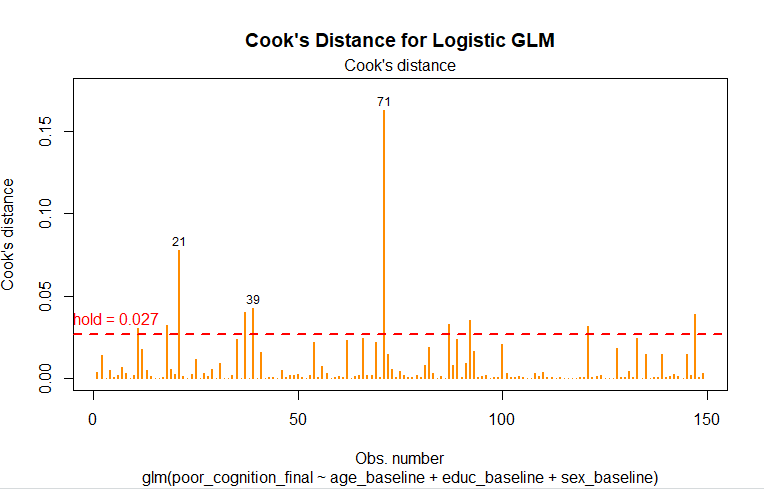 Cook's Distance for Logistic GLM
Cook's distance
71
21
39
hold = 0.027
Cook's distance
0.00
0.05
0.10
0.15
0
50
100
150
Obs. number
glm(poor_cognition_final ~ age_baseline + educ_baseline + sex_baseline)